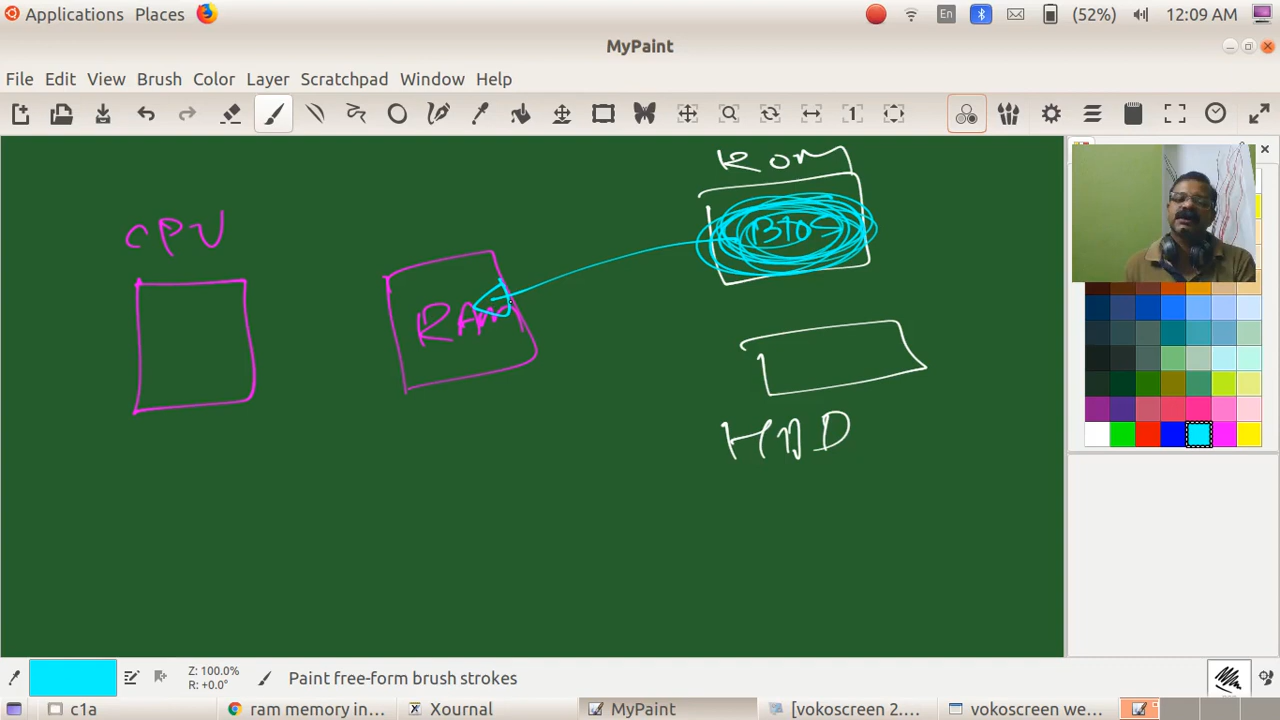 Applications Places En (52%) 12:09 AM
MyPaint
File Edit View Brush Color Layer Scratchpad Window Help
1
ROM
BIOS
CPU
RAM
HDD
Z: 100.0%
R: +0.0°
Paint free-form brush strokes
c1a ram memory in... Xournal MyPaint [vokoscreen 2.... vokoscreen we...